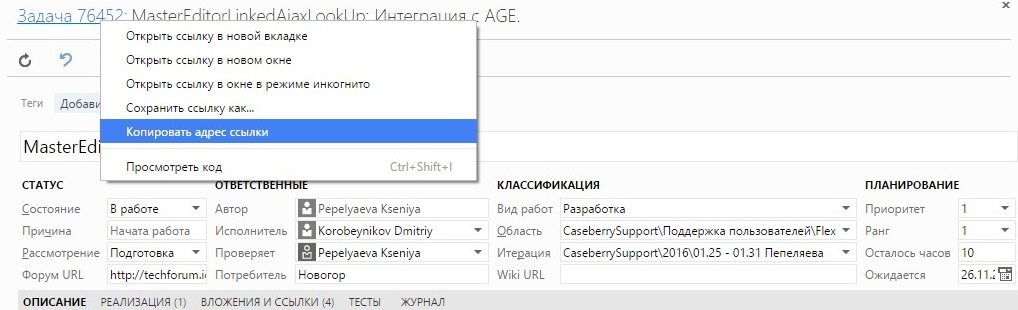 Задача 76452: MasterEditorLinkedAjaxLookUp: Интеграция с AGE.
Открыть ссылку в новой вкладке
Открыть ссылку в новом окне
Открыть ссылку в окне в режиме инкогнито
Теги Добави
Сохранить ссылку как...
Копировать адрес ссылки
MasterEd
Просмотреть код Ctrl+Shift+I
СТАТУС ОТВЕТСТВЕННЫЕ КЛАССИФИКАЦИЯ ПЛАНИРОВАНИЕ
Состояние В работе Автор Pepelyaeva Kseniya Вид работ Разработка Приоритет 1
Причина Начата работа Исполнитель Korobeynikov Dmitriy Область CaseberrySupport\Поддержка пользователей\Flex Ранг 1
Рассмотрение Подготовка Проверяет Pepelyaeva Kseniya Итерация CaseberrySupport\2016\01.25 - 01.31 Пепеляева Осталось часов 10
Форум URL http://techforum.i Потребитель Новогор Wiki URL Ожидается 26.11.
ОПИСАНИЕ РЕАЛИЗАЦИЯ (1) ВЛОЖЕНИЯ И ССЫЛКИ (4) ТЕСТЫ ЖУРНАЛ